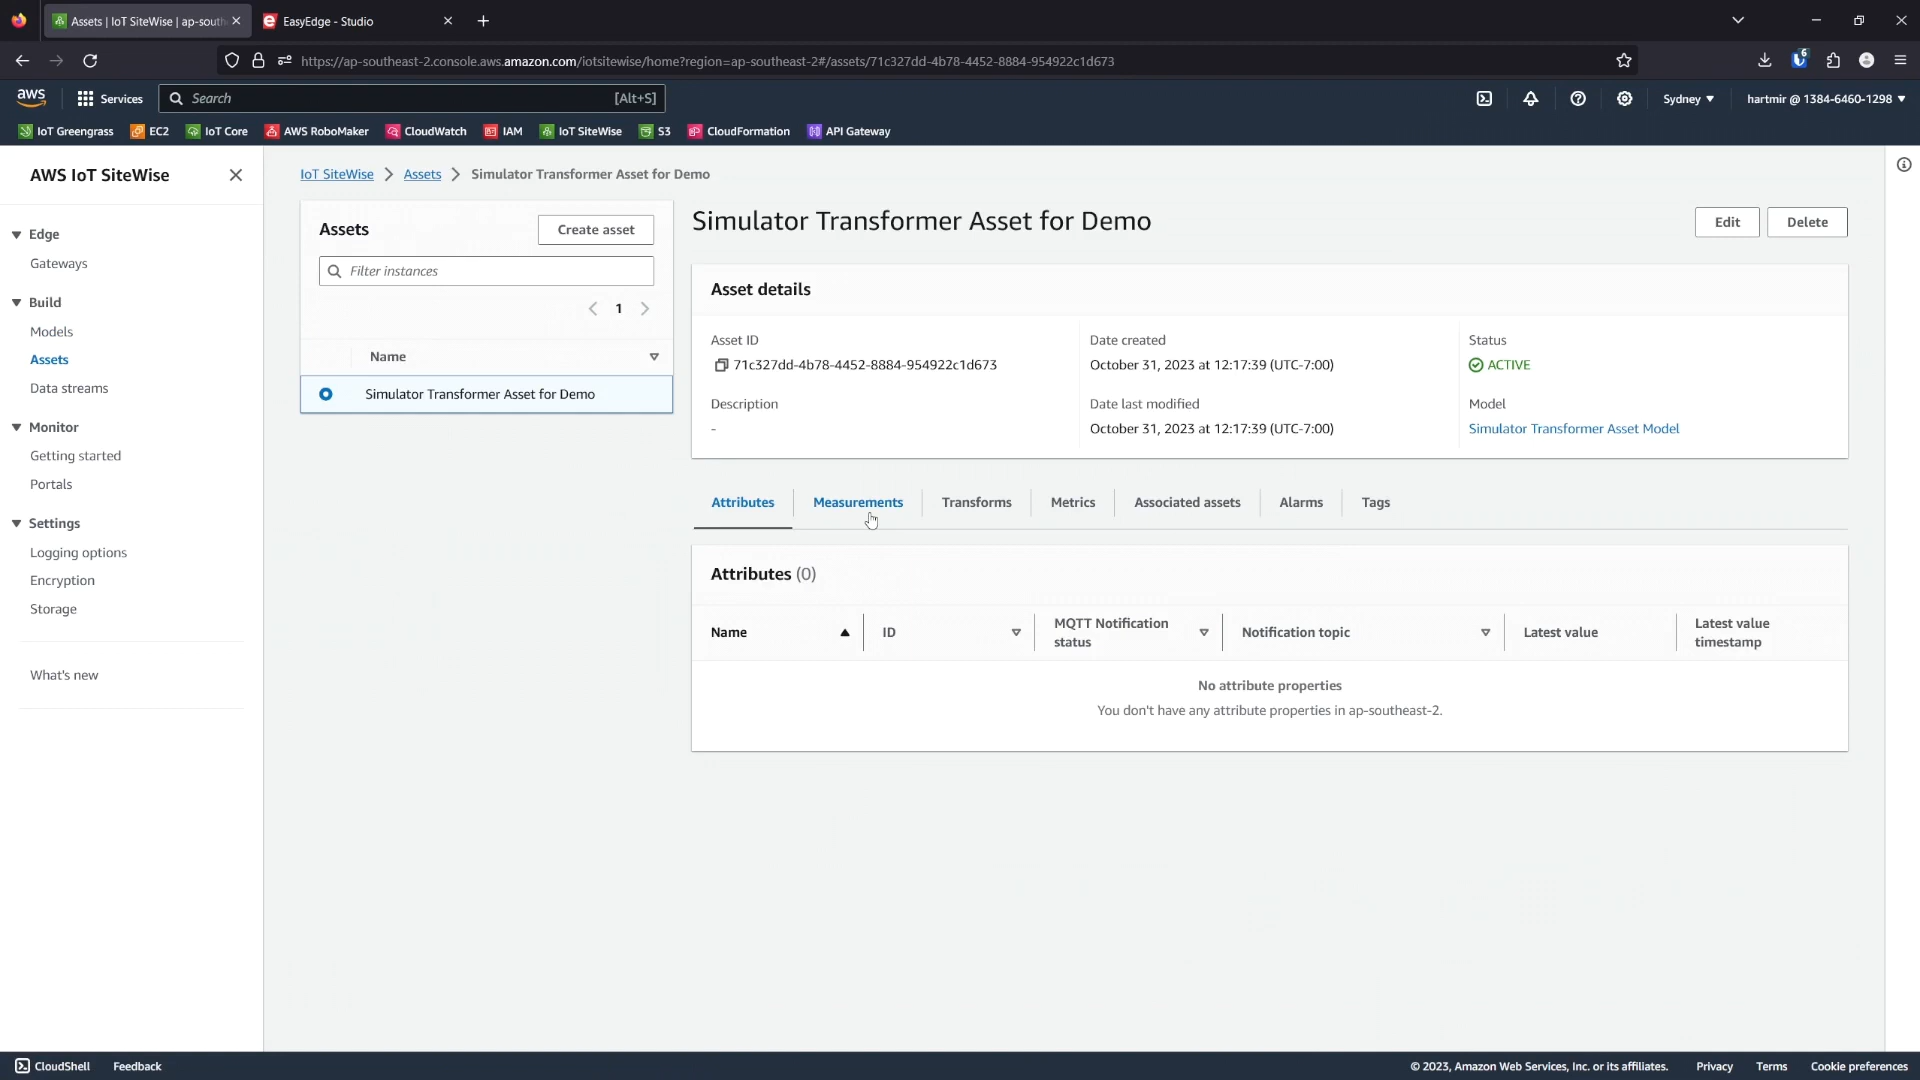 Assets | IoT SiteWise | ap-south
EasyEdge - Studio
https://ap-southeast-2.console.aws.amazon.com/iotsitewise/home?region=ap-southeast-2#/assets/71c327dd-4b78-4452-8884-954922c1d673
6
aws
Services
Search
[Alt+S]
Sydney
hartmir @ 1384-6460-1298
IoT Greengrass
EC2
IoT Core
AWS RoboMaker
CloudWatch
IAM
IoT SiteWise
S3
CloudFormation
API Gateway
AWS IoT SiteWise
Edge
Gateways
Build
Models
Assets
Data streams
Monitor
Getting started
Portals
Settings
Logging options
Encryption
Storage
What's new
IoT SiteWise
Assets
Simulator Transformer Asset for Demo
Assets
Create asset
Filter instances
1
Name
Simulator Transformer Asset for Demo
Simulator Transformer Asset for Demo
Edit
Delete
Asset details
Asset ID
71c327dd-4b78-4452-8884-954922c1d673
Description
-
Date created
October 31, 2023 at 12:17:39 (UTC-7:00)
Date last modified
October 31, 2023 at 12:17:39 (UTC-7:00)
Status
ACTIVE
Model
Simulator Transformer Asset Model
Attributes
Measurements
Transforms
Metrics
Associated assets
Alarms
Tags
Attributes (0)
Name
ID
MQTT Notification
status
Notification topic
Latest value
Latest value
timestamp
No attribute properties
You don't have any attribute properties in ap-southeast-2.
CloudShell
Feedback
© 2023, Amazon Web Services, Inc. or its affiliates.
Privacy
Terms
Cookie preferences